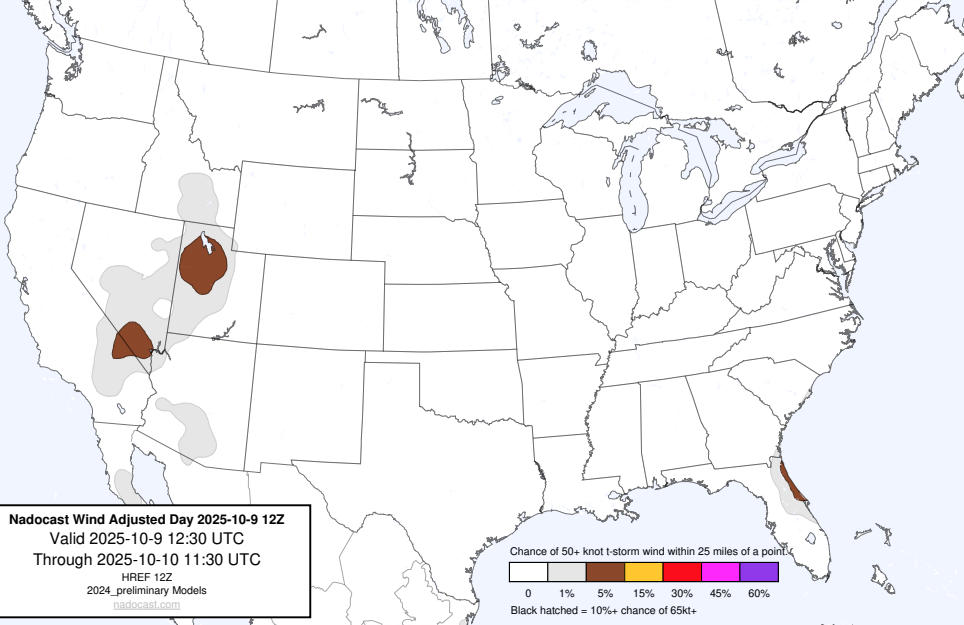 Nadocast Wind Adjusted Day 2025-10-9 12Z
Valid 2025-10-9 12:30 UTC
Through 2025-10-10 11:30 UTC
HREF 12Z
2024_preliminary Models
nadocast.com
Chance of 50+ knot t-storm wind within 25 miles of a point.
0 1% 5% 15% 30% 45% 60%
Black hatched = 10%+ chance of 65kt+